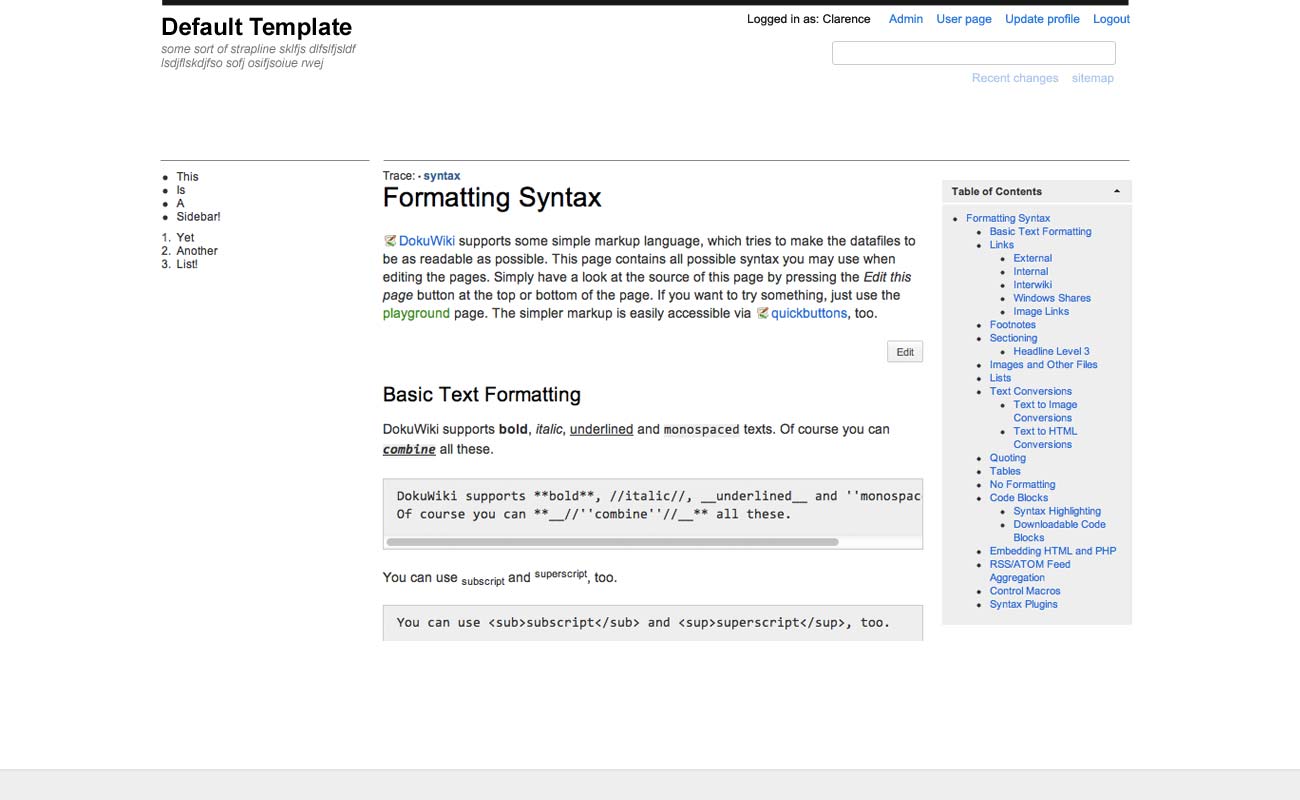 Default Template
some sort of strapline sklfjs dlfslfjsldf
lsdjflskdjfso sofj osifjsoiue rwej
Logged in as: Clarence Admin User page Update profile Logout
Recent changes sitemap
This
Is
A
Sidebar!
1. Yet
2. Another
3. List!
Trace: • syntax
Formatting Syntax
DokuWiki supports some simple markup language, which tries to make the datafiles to
be as readable as possible. This page contains all possible syntax you may use when
editing the pages. Simply have a look at the source of this page by pressing the Edit this
page button at the top or bottom of the page. If you want to try something, just use the
playground page. The simpler markup is easily accessible via quickbuttons, too.
Edit
Basic Text Formatting
DokuWiki supports bold, italic, underlined and monospaced texts. Of course you can
combine all these.
DokuWiki supports **bold**, //italic//, __underlined__ and ''monospac
Of course you can **__//''combine''//__** all these.
You can use subscript and superscript, too.
You can use <sub>subscript</sub> and <sup>superscript</sup>, too.
Table of Contents
Formatting Syntax
Basic Text Formatting
Links
External
Internal
Interwiki
Windows Shares
Image Links
Footnotes
Sectioning
Headline Level 3
Images and Other Files
Lists
Text Conversions
Text to Image
Conversions
Text to HTML
Conversions
Quoting
Tables
No Formatting
Code Blocks
Syntax Highlighting
Downloadable Code
Blocks
Embedding HTML and PHP
RSS/ATOM Feed
Aggregation
Control Macros
Syntax Plugins